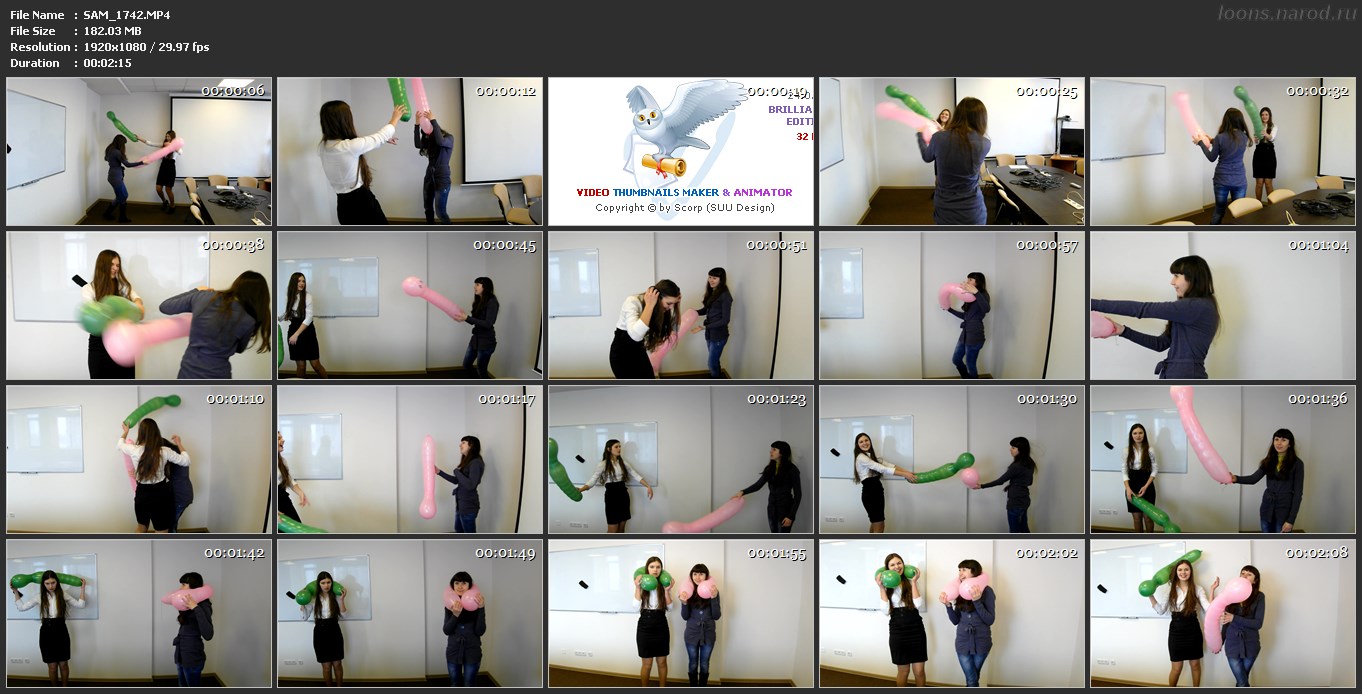 File Name : SAM_1742.MP4
loons.narod.ru
File Size : 182.03 MB
Resolution : 1920x1080 / 29.97 fps
Duration : 00:02:15
00:00:06
00:00:12
00:00:19
BRILLIA
EDITI
32
VIDEO THUMBNAILS MAKER & ANIMATOR
Copyright © by Scorp (SUU Design)
00:00:25
00:00:32
00:00:38
00:00:45
00:00:51
00:00:57
00:01:04
00:01:10
00:01:17
00:01:23
00:01:30
00:01:36
00:01:42
00:01:49
00:01:55
00:02:02
00:02:08